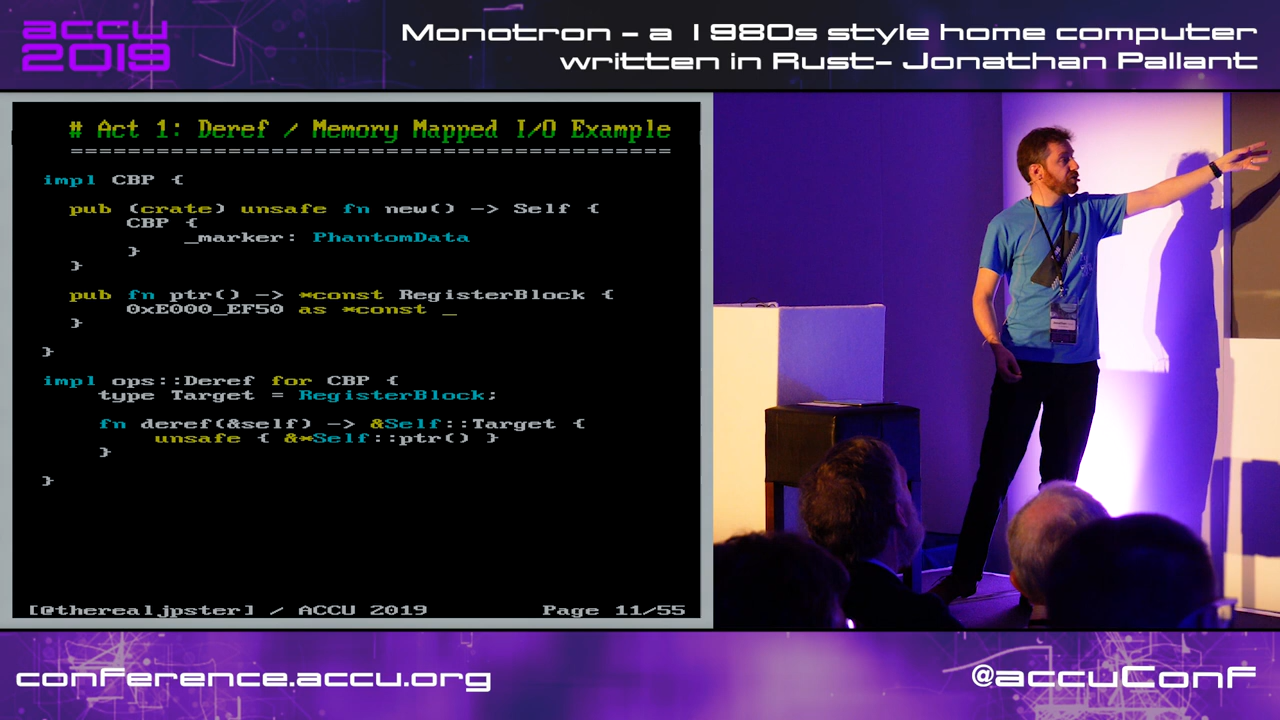 accu
2019
Monotron - a 1980s style home computer
written in Rust- Jonathan Pallant
# Act 1: Deref / Memory Mapped I/O Example
==========================================
impl CBP {
pub (crate) unsafe fn new() -> Self {
CBP {
_marker: PhantomData
}
}
pub fn ptr() -> *const RegisterBlock {
0xE000_EF50 as *const _
}
}
impl ops::Deref for CBP {
type Target = RegisterBlock;
fn deref(&self) -> &Self::Target {
unsafe { &*Self::ptr() }
}
}
[@therealjpster] / ACCU 2019
Page 11/55
conference.accu.org
@accuConf